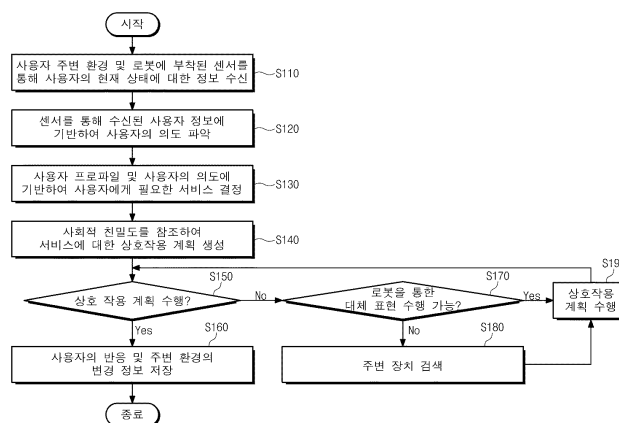 시작
사용자 주변 환경 및 로봇에 부착된 센서를
통해 사용자의 현재 상태에 대한 정보 수신
S110
센서를 통해 수신된 사용자 정보에
기반하여 사용자의 의도 파악
S120
사용자 프로파일 및 사용자의 의도에
기반하여 사용자에게 필요한 서비스 결정
S130
사회적 친밀도를 참조하여
서비스에 대한 상호작용 계획 생성
S140
상호 작용 계획 수행?
S150
No
Yes
로봇을 통한
대체 표현 수행 가능?
S170
Yes
No
상호작용
계획 수행
S19
사용자의 반응 및 주변 환경의
변경 정보 저장
S160
주변 장치 검색
S180
종료